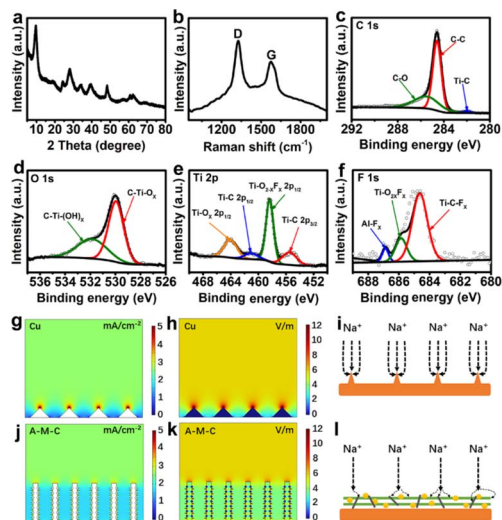 a
Intensity (a.u.)
10 20 30 40 50 60 70 80
2 Theta (degree)
b
Intensity (a.u.)
D
G
1200 1500 1800
Raman shift (cm-1)
c
C 1s
Intensity (a.u.)
C-C
C-O
Ti-C
292 288 284 280
Binding energy (eV)
d
O 1s
Intensity (a.u.)
C-Ti-OX
C-Ti-(OH)X
536 534 532 530 528 526
Binding energy (eV)
e
Ti 2p
Intensity (a.u.)
Ti-O2-XFX 2p1/2
Ti-C 2p1/2
Ti-OX 2p1/2
Ti-C 2p3/2
468 464 460 456 452
Binding energy (eV)
f
F 1s
Intensity (a.u.)
Ti-O2XFX
Al-FX
Ti-C-FX
688 686 684 682 680
Binding energy (eV)
g
Cu
mA/cm-2
5
4
3
2
1
0
h
Cu
V/m
12
10
8
6
4
2
0
i
Na+ Na+ Na+ Na+
j
A-M-C
mA/cm-2
5
4
3
2
1
0
k
A-M-C
V/m
12
10
8
6
4
2
0
l
Na+ Na+ Na+ Na+